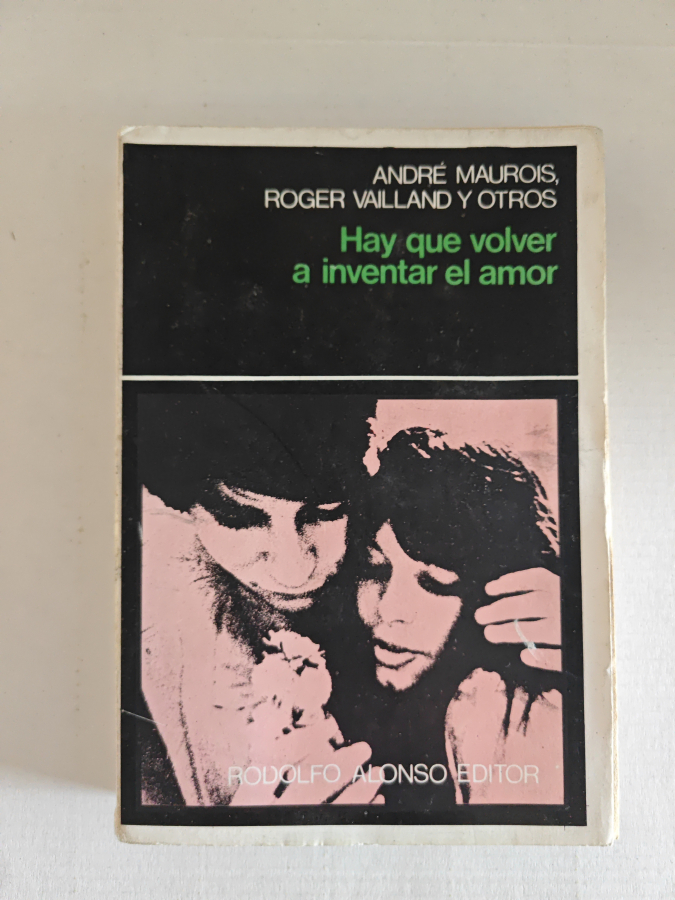 ANDRÉ MAUROIS,
ROGER VAILLAND Y OTROS
Hay que volver
a inventar el amor
RODOLFO ALONSO EDITOR